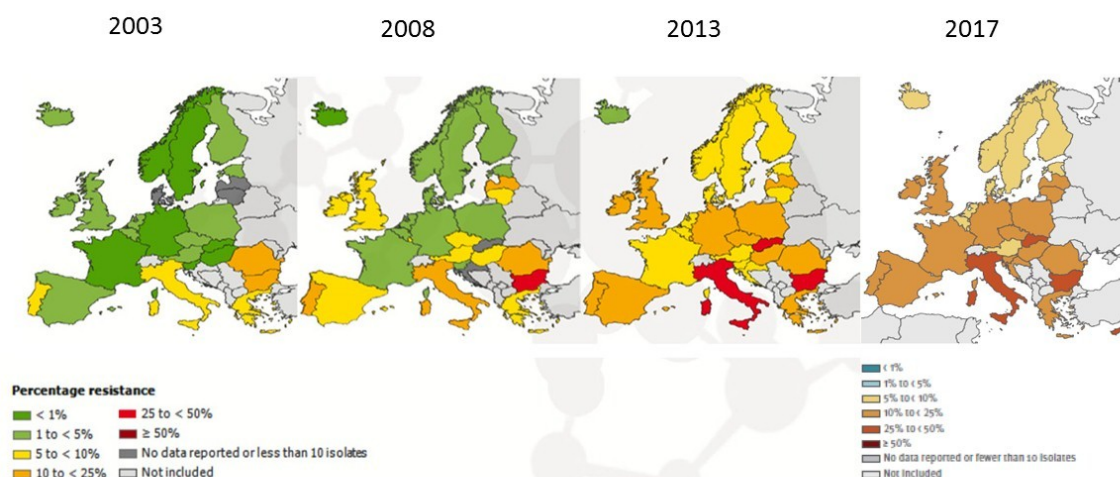 2003
2008
2013
2017
Percentage resistance
< 1%
1 to < 5%
5 to < 10%
10 to < 25%
25 to < 50%
≥ 50%
No data reported or less than 10 isolates
Not included
< 1%
1% to < 5%
5% to < 10%
10% to < 25%
25% to < 50%
≥ 50%
No data reported or fewer than 10 isolates
Not included